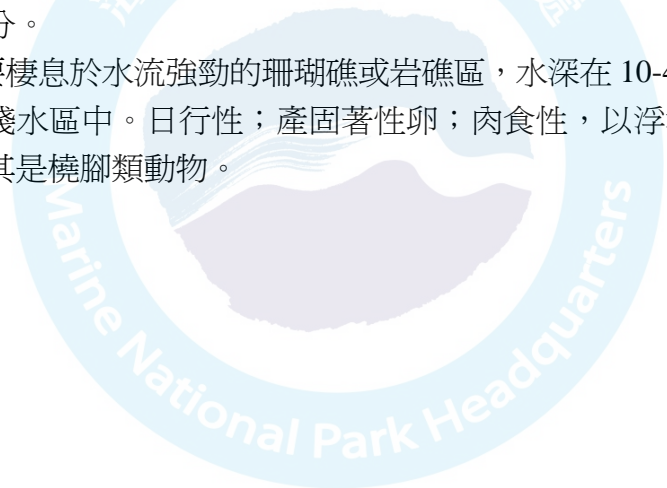 分。
棲息於水流強勁的珊瑚礁或岩礁區，水深在 10-4
淺水區中。日行性；產固著性卵；肉食性，以浮
其是橈腳類動物。
Marine National Park Headquarters